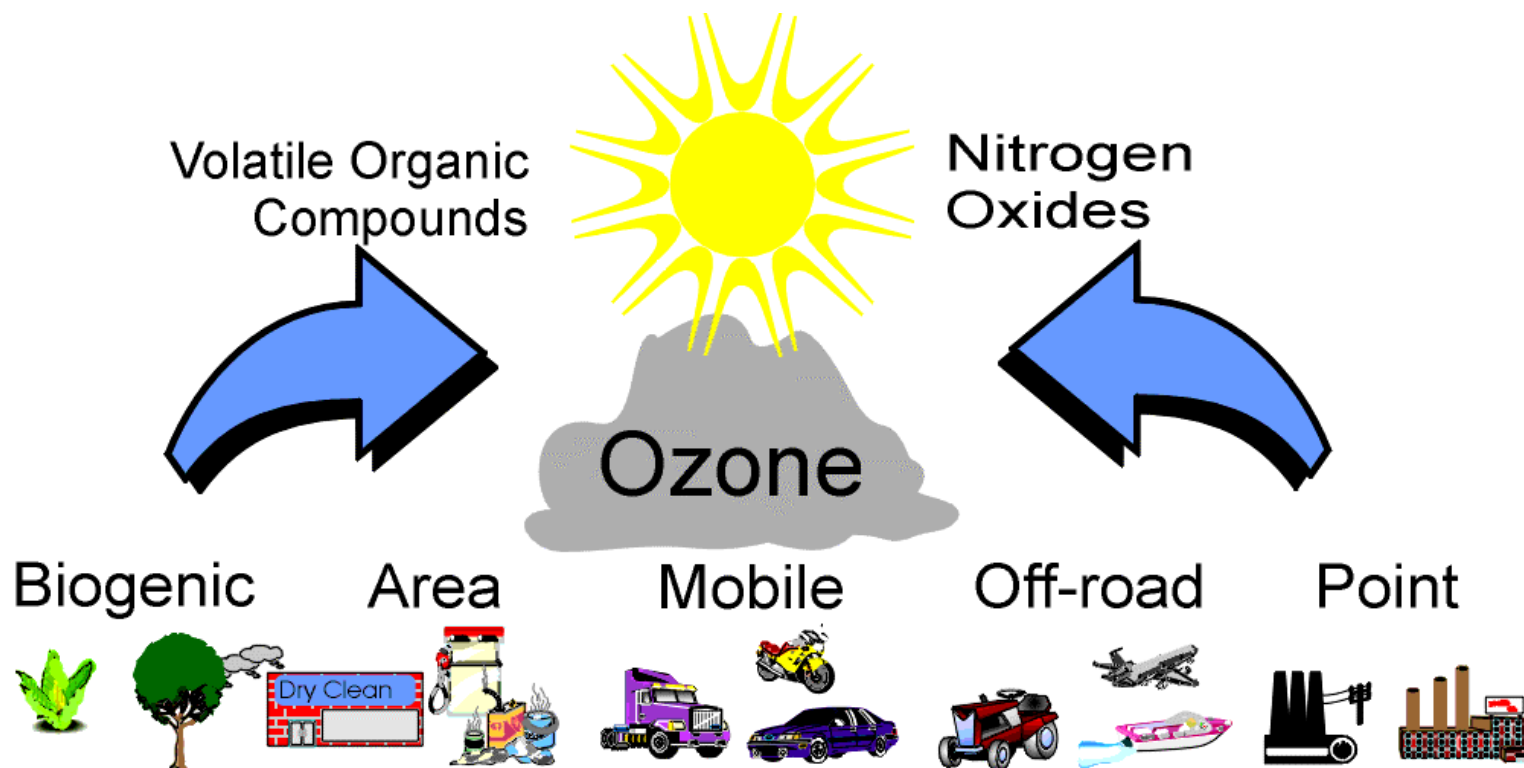 Volatile Organic
Compounds
Nitrogen
Oxides
Ozone
Biogenic
Area
Mobile
Off-road
Point
Dry Clean